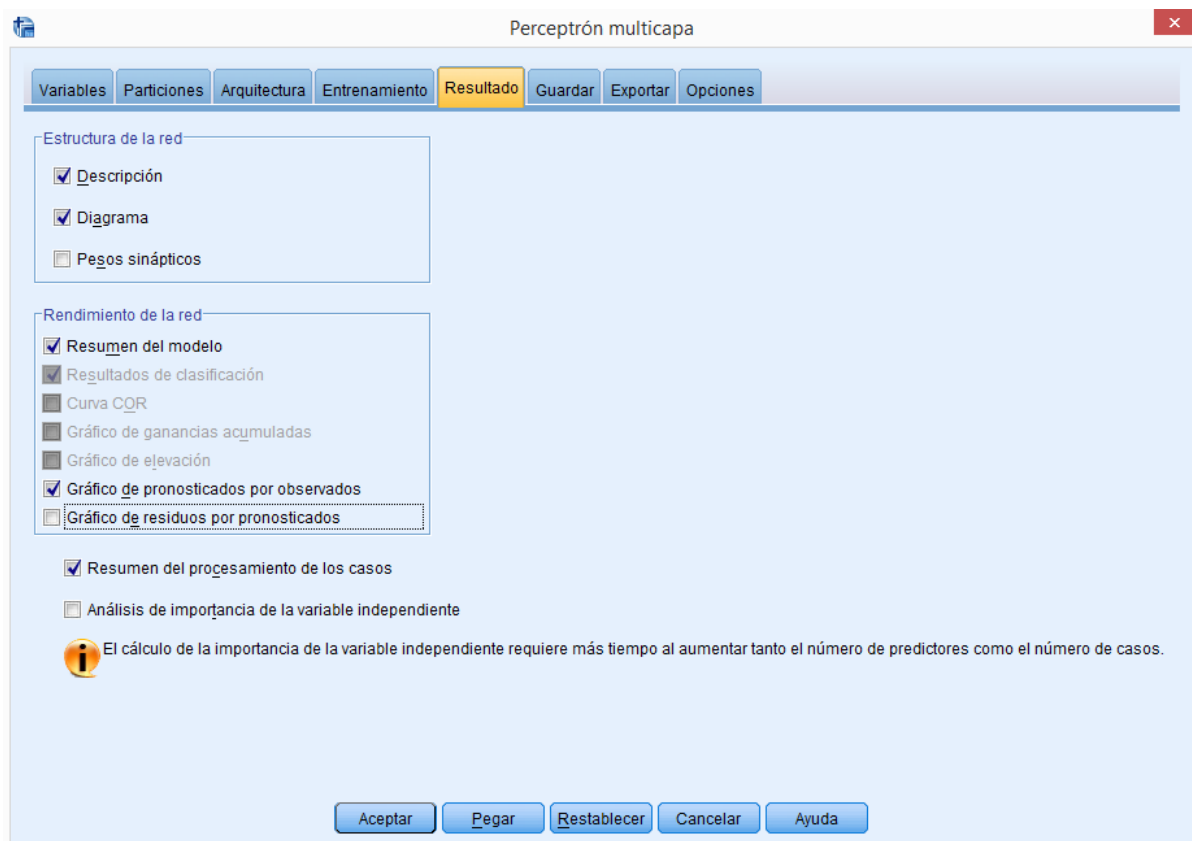 Perceptrón multicapa
Variables Particiones Arquitectura Entrenamiento Resultado Guardar Exportar Opciones
Estructura de la red
Descripción
Diagrama
Pesos sinápticos
Rendimiento de la red
Resumen del modelo
Resultados de clasificación
Curva COR
Gráfico de ganancias acumuladas
Gráfico de elevación
Gráfico de pronosticados por observados
Gráfico de residuos por pronosticados
Resumen del procesamiento de los casos
Análisis de importancia de la variable independiente
El cálculo de la importancia de la variable independiente requiere más tiempo al aumentar tanto el número de predictores como el número de casos.
Aceptar Pegar Restablecer Cancelar Ayuda